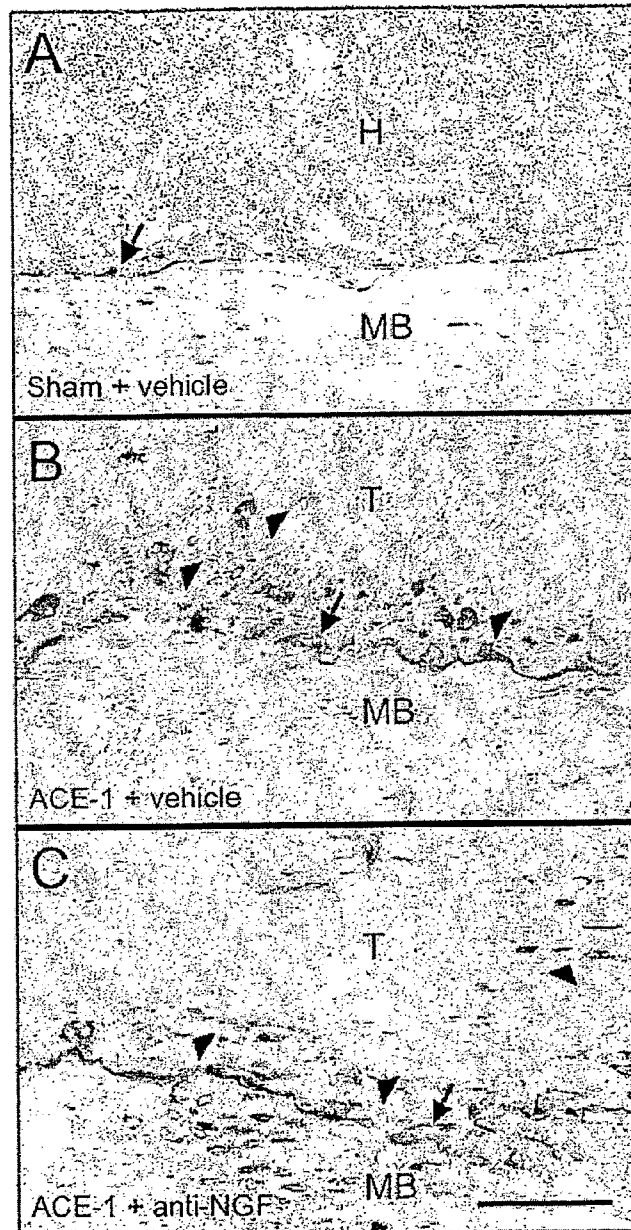 A
H
MB
Sham + vehicle
B
T
MB
ACE-1 + vehicle
C
T
MB
ACE-1 + anti-NGF